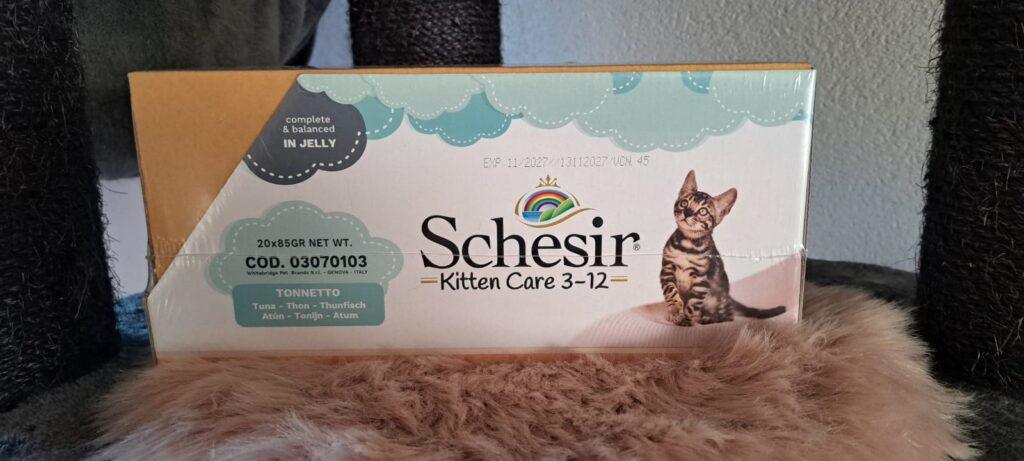 complete
& balanced
IN JELLY
EXP 11/2027//13112027/VCN 45
20x85GR NET WT.
COD. 03070103
Whitebridge Pet Brands S.r.l. - GENOVA - ITALY
TONNETTO
Tuna - Thon - Thunfisch
Atún - Tonijn - Atum
Schesir®
Kitten Care 3-12